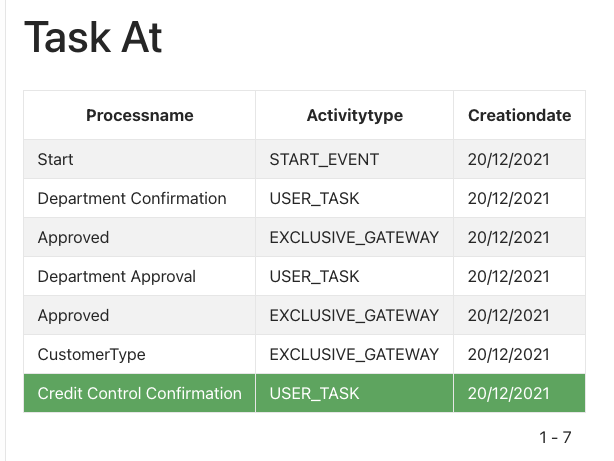 Task At
Processname Activitytype Creationdate
Start START_EVENT 20/12/2021
Department Confirmation USER_TASK 20/12/2021
Approved EXCLUSIVE_GATEWAY 20/12/2021
Department Approval USER_TASK 20/12/2021
Approved EXCLUSIVE_GATEWAY 20/12/2021
CustomerType EXCLUSIVE_GATEWAY 20/12/2021
Credit Control Confirmation USER_TASK 20/12/2021
1 - 7